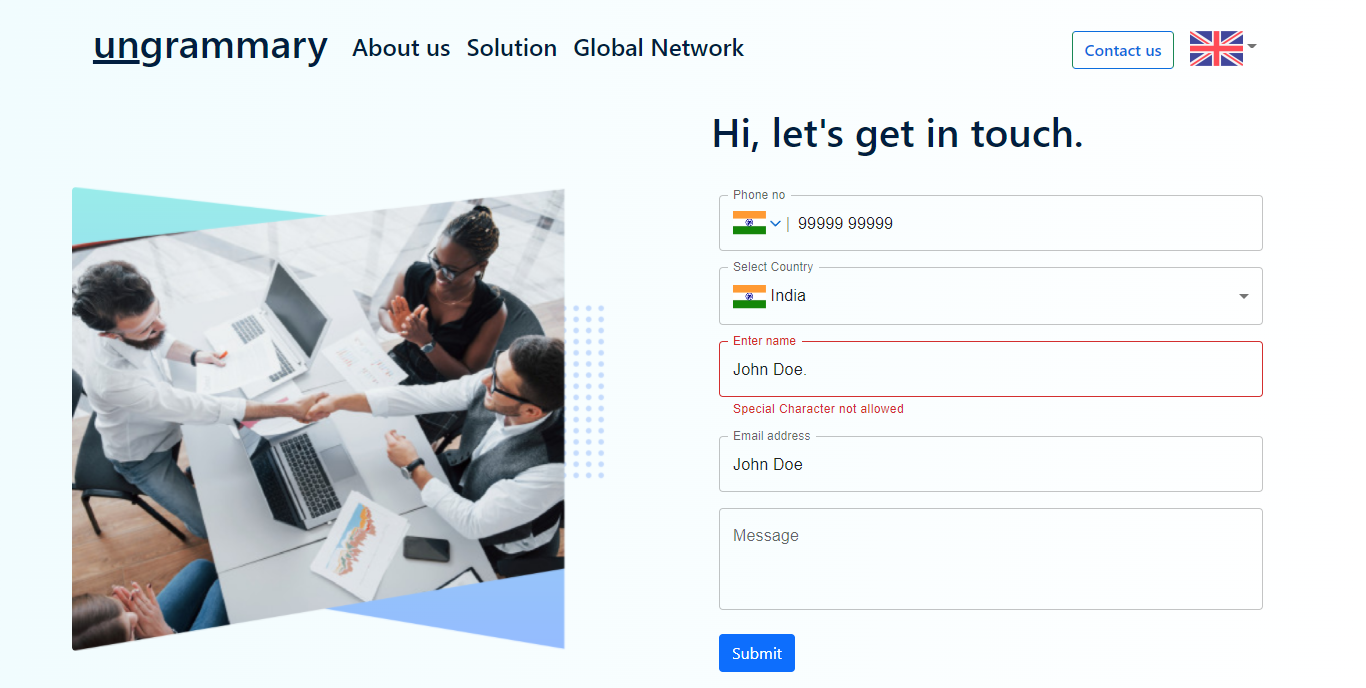 ungrammary About us Solution Global Network Contact us
Hi, let's get in touch.
Phone no
| 99999 99999
Select Country
India
Enter name
John Doe.
Special Character not allowed
Email address
John Doe
Message
Submit